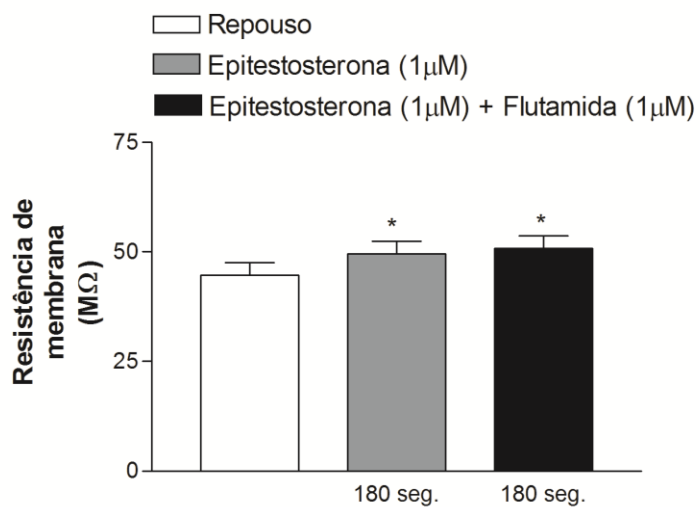 Repouso
Epitestosterona (1μM)
Epitestosterona (1μM) + Flutamida (1μM)
Resistência de
membrana
(MΩ)
75
50
25
0
*
*
180 seg.
180 seg.